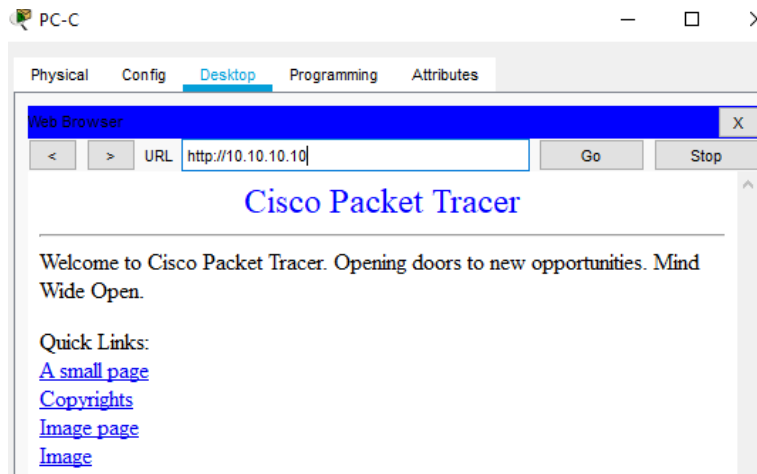 PC-C
Physical Config Desktop Programming Attributes
Web Browser
X
< > URL http://10.10.10.10 Go Stop
Cisco Packet Tracer
Welcome to Cisco Packet Tracer. Opening doors to new opportunities. Mind
Wide Open.
Quick Links:
A small page
Copyrights
Image page
Image